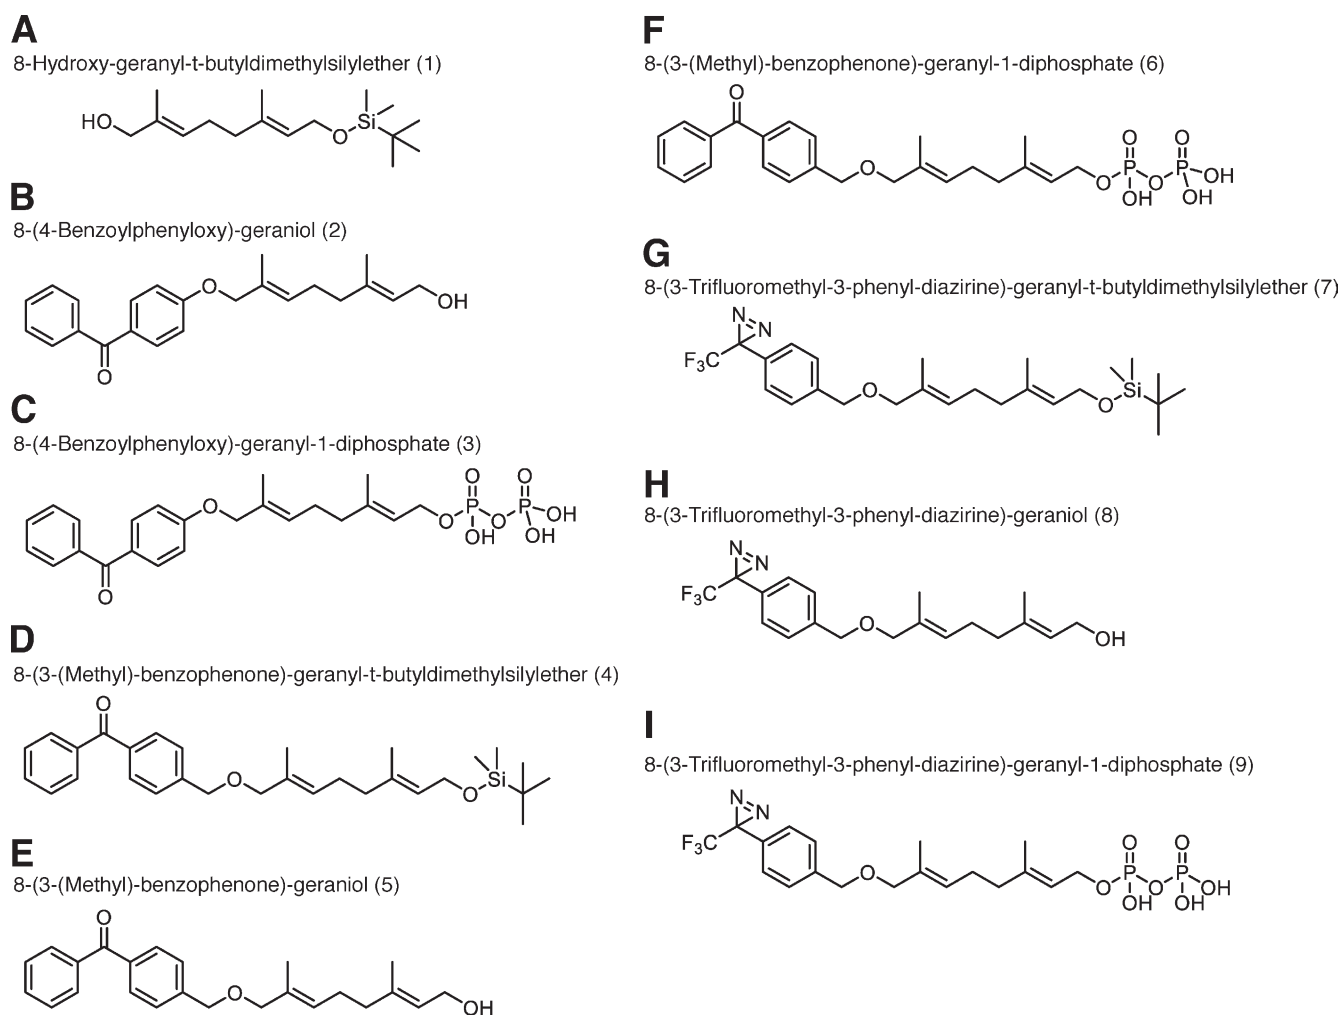 A
8-Hydroxy-geranyl-t-butyldimethylsilylether (1)
HO
O
Si
B
8-(4-Benzoylphenyloxy)-geraniol (2)
O
OH
O
C
8-(4-Benzoylphenyloxy)-geranyl-1-diphosphate (3)
O O
O O P O P OH
OH OH
O
D
8-(3-(Methyl)-benzophenone)-geranyl-t-butyldimethylsilylether (4)
O
O O Si
E
8-(3-(Methyl)-benzophenone)-geraniol (5)
O
O OH
F
8-(3-(Methyl)-benzophenone)-geranyl-1-diphosphate (6)
O O O
O O P O P OH
OH OH
G
8-(3-Trifluoromethyl-3-phenyl-diazirine)-geranyl-t-butyldimethylsilylether (7)
N N
F3C
O O Si
H
8-(3-Trifluoromethyl-3-phenyl-diazirine)-geraniol (8)
N N
F3C
O OH
I
8-(3-Trifluoromethyl-3-phenyl-diazirine)-geranyl-1-diphosphate (9)
N N
F3C O O
O O P O P OH
OH OH